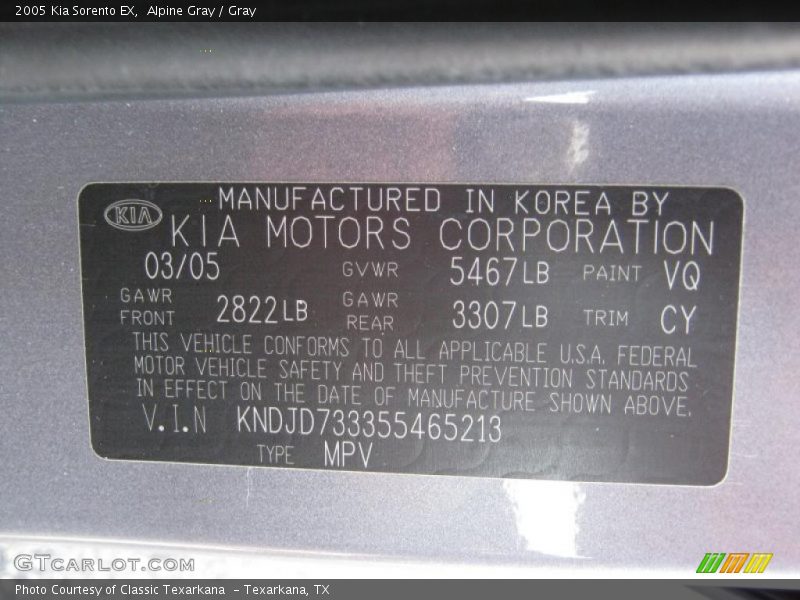 2005 Kia Sorento EX, Alpine Gray / Gray
KIA MANUFACTURED IN KOREA BY
KIA MOTORS CORPORATION
03/05 GVWR 5467LB PAINT VQ
GAWR FRONT 2822LB GAWR REAR 3307LB TRIM CY
THIS VEHICLE CONFORMS TO ALL APPLICABLE U.S.A. FEDERAL
MOTOR VEHICLE SAFETY AND THEFT PREVENTION STANDARDS
IN EFFECT ON THE DATE OF MANUFACTURE SHOWN ABOVE.
V.I.N KNDJD733355465213
TYPE MPV
GTCARLOT.COM
Photo Courtesy of Classic Texarkana - Texarkana, TX